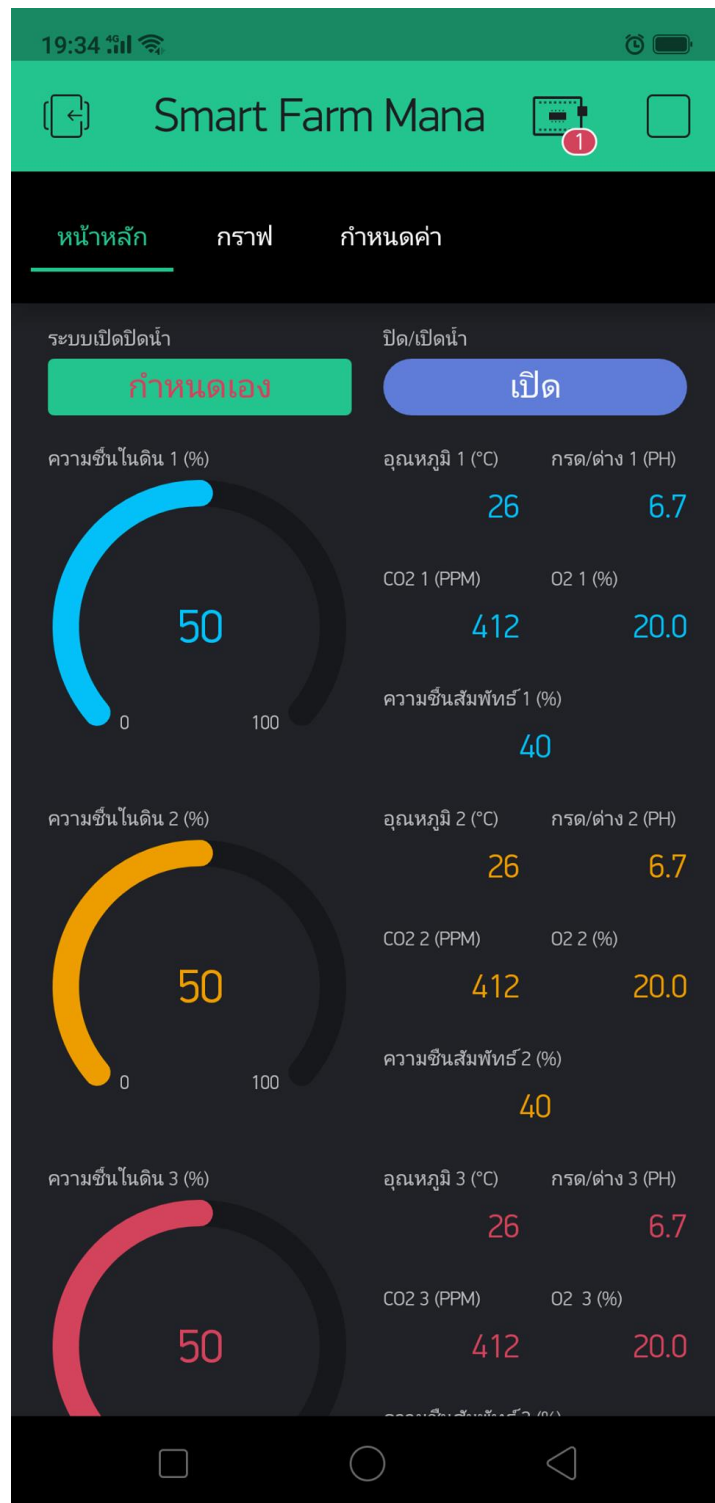 19:34 4G
Smart Farm Mana
1
หน้าหลัก กราฟ กำหนดค่า
ระบบเปิดปิดน้ำ ปิด/เปิดน้ำ
กำหนดเอง เปิด
ความชื้นในดิน 1 (%) อุณหภูมิ 1 (°C) กรด/ด่าง 1 (PH)
26 6.7
CO2 1 (PPM) O2 1 (%)
50 412 20.0
ความชื้นสัมพัทธ์ 1 (%)
0 100
40
ความชื้นในดิน 2 (%) อุณหภูมิ 2 (°C) กรด/ด่าง 2 (PH)
26 6.7
CO2 2 (PPM) O2 2 (%)
50 412 20.0
ความชืนสัมพัทธ์ 2 (%)
0 100
40
ความชื้นในดิน 3 (%) อุณหภูมิ 3 (°C) กรด/ด่าง 3 (PH)
26 6.7
CO2 3 (PPM) O2 3 (%)
50 412 20.0